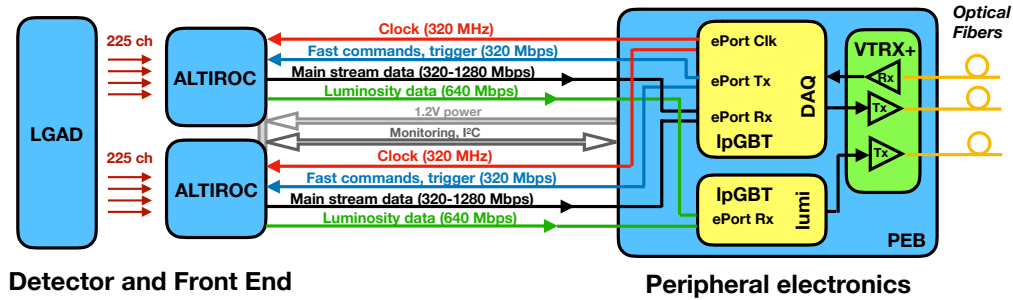 Optical
Fibers
225 ch
LGAD
225 ch
ALTIROC
ALTIROC
Clock (320 MHz)
Fast commands, trigger (320 Mbps)
Main stream data (320-1280 Mbps)
Luminosity data (640 Mbps)
1.2V power
Monitoring, I²C
Clock (320 MHz)
Fast commands, trigger (320 Mbps)
Main stream data (320-1280 Mbps)
Luminosity data (640 Mbps)
ePort Clk
ePort Tx
ePort Rx
DAQ
lpGBT
lpGBT
ePort Rx
lumi
VTRX+
Rx
Tx
Tx
PEB
Detector and Front End
Peripheral electronics